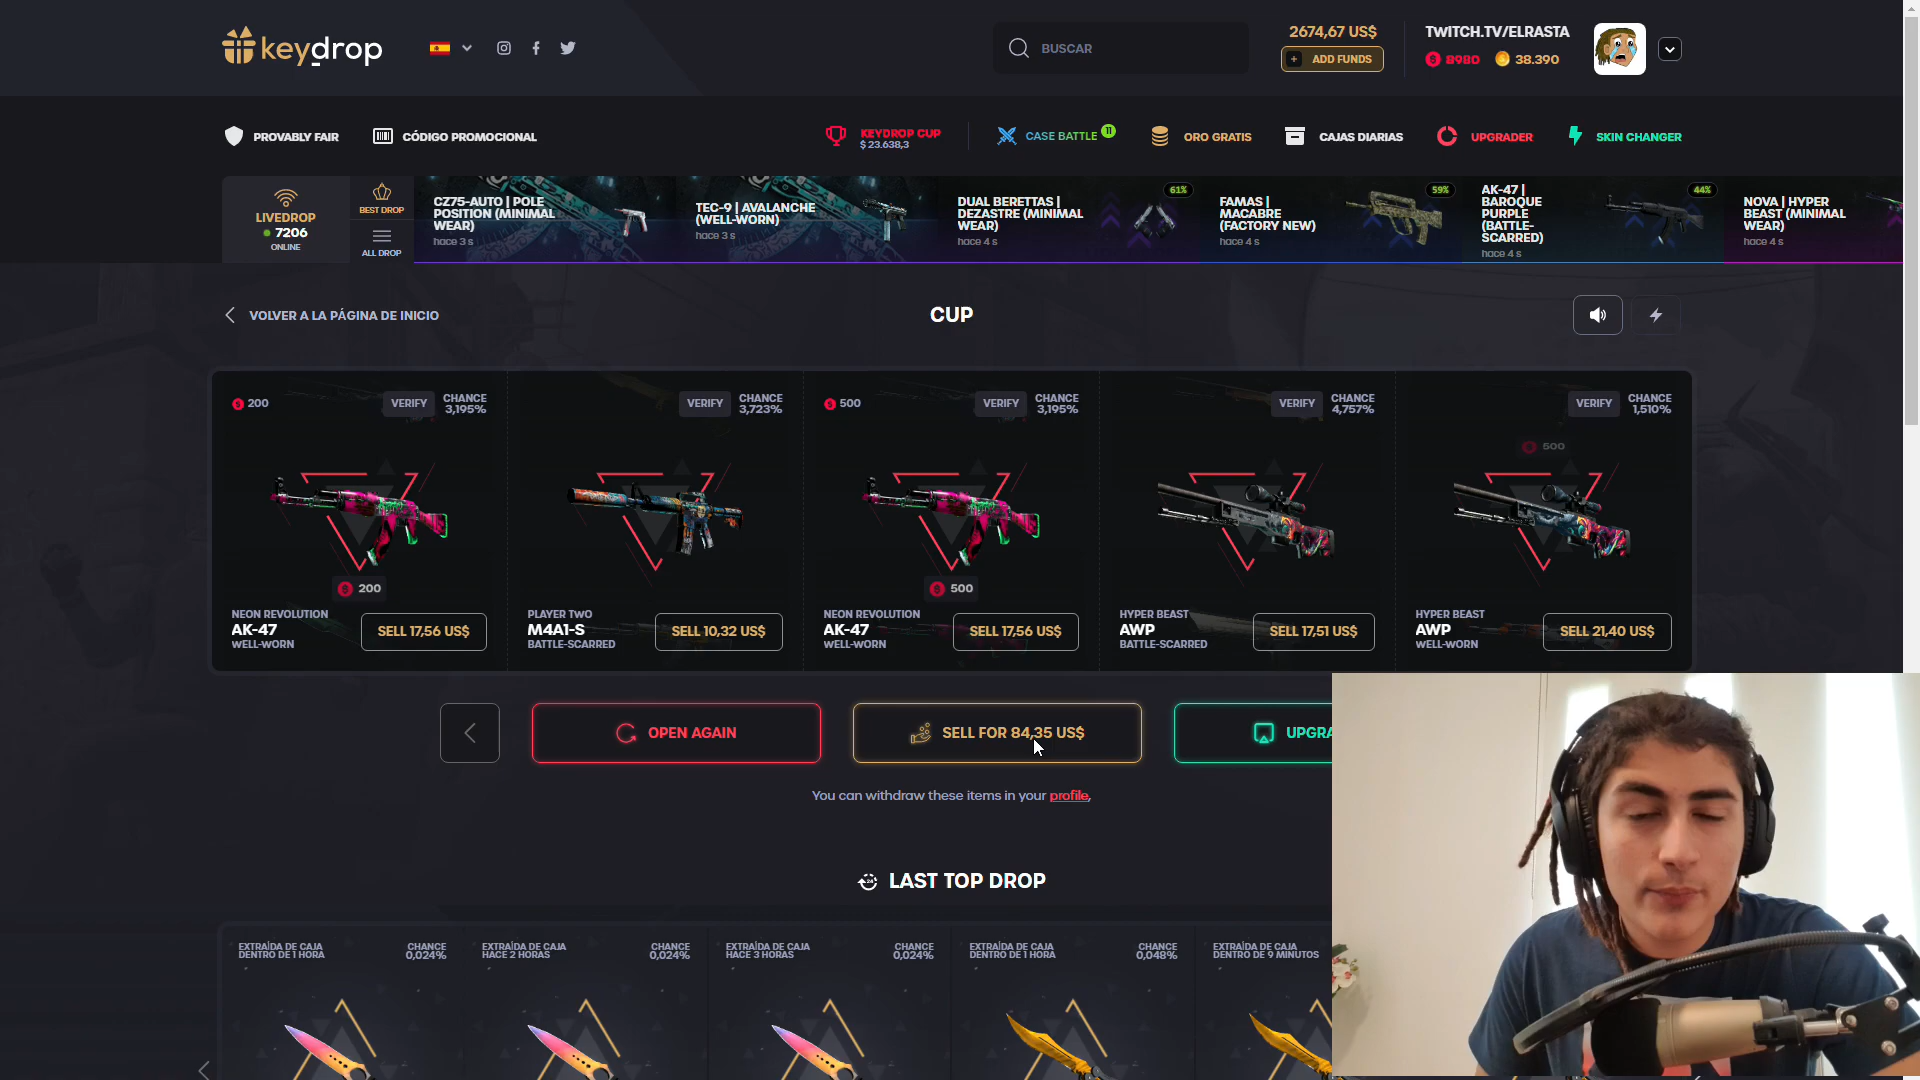 keydrop
BUSCAR
2674,67 US$
+ ADD FUNDS
TWITCH.TV/ELRASTA
8980
38.390
PROVABLY FAIR
CÓDIGO PROMOCIONAL
KEYDROP CUP
$ 23.638,3
CASE BATTLE
11
ORO GRATIS
CAJAS DIARIAS
UPGRADER
SKIN CHANGER
LIVEDROP
7206
ONLINE
BEST DROP
ALL DROP
CZ75-AUTO | POLE
POSITION (MINIMAL
WEAR)
hace 3 s
TEC-9 | AVALANCHE
(WELL-WORN)
hace 3 s
61%
DUAL BERETTAS |
DEZASTRE (MINIMAL
WEAR)
hace 4 s
59%
FAMAS |
MACABRE
(FACTORY NEW)
hace 4 s
44%
AK-47 |
BAROQUE
PURPLE
(BATTLE-
SCARRED)
hace 4 s
NOVA | HYPER
BEAST (MINIMAL
WEAR)
hace 4 s
VOLVER A LA PÁGINA DE INICIO
CUP
200
VERIFY
CHANCE
3,195%
200
NEON REVOLUTION
AK-47
WELL-WORN
SELL 17,56 US$
VERIFY
CHANCE
3,723%
PLAYER TWO
M4A1-S
BATTLE-SCARRED
SELL 10,32 US$
500
VERIFY
CHANCE
3,195%
500
NEON REVOLUTION
AK-47
WELL-WORN
SELL 17,56 US$
VERIFY
CHANCE
4,757%
HYPER BEAST
AWP
BATTLE-SCARRED
SELL 17,51 US$
VERIFY
CHANCE
1,510%
500
HYPER BEAST
AWP
WELL-WORN
SELL 21,40 US$
OPEN AGAIN
SELL FOR 84,35 US$
UPGRA
You can withdraw these items in your profile,
LAST TOP DROP
EXTRAÍDA DE CAJA
DENTRO DE 1 HORA
CHANCE
0,024%
EXTRAÍDA DE CAJA
HACE 2 HORAS
CHANCE
0,024%
EXTRAÍDA DE CAJA
HACE 3 HORAS
CHANCE
0,024%
EXTRAÍDA DE CAJA
DENTRO DE 1 HORA
CHANCE
0,048%
EXTRAÍDA DE CAJA
DENTRO DE 9 MINUTOS